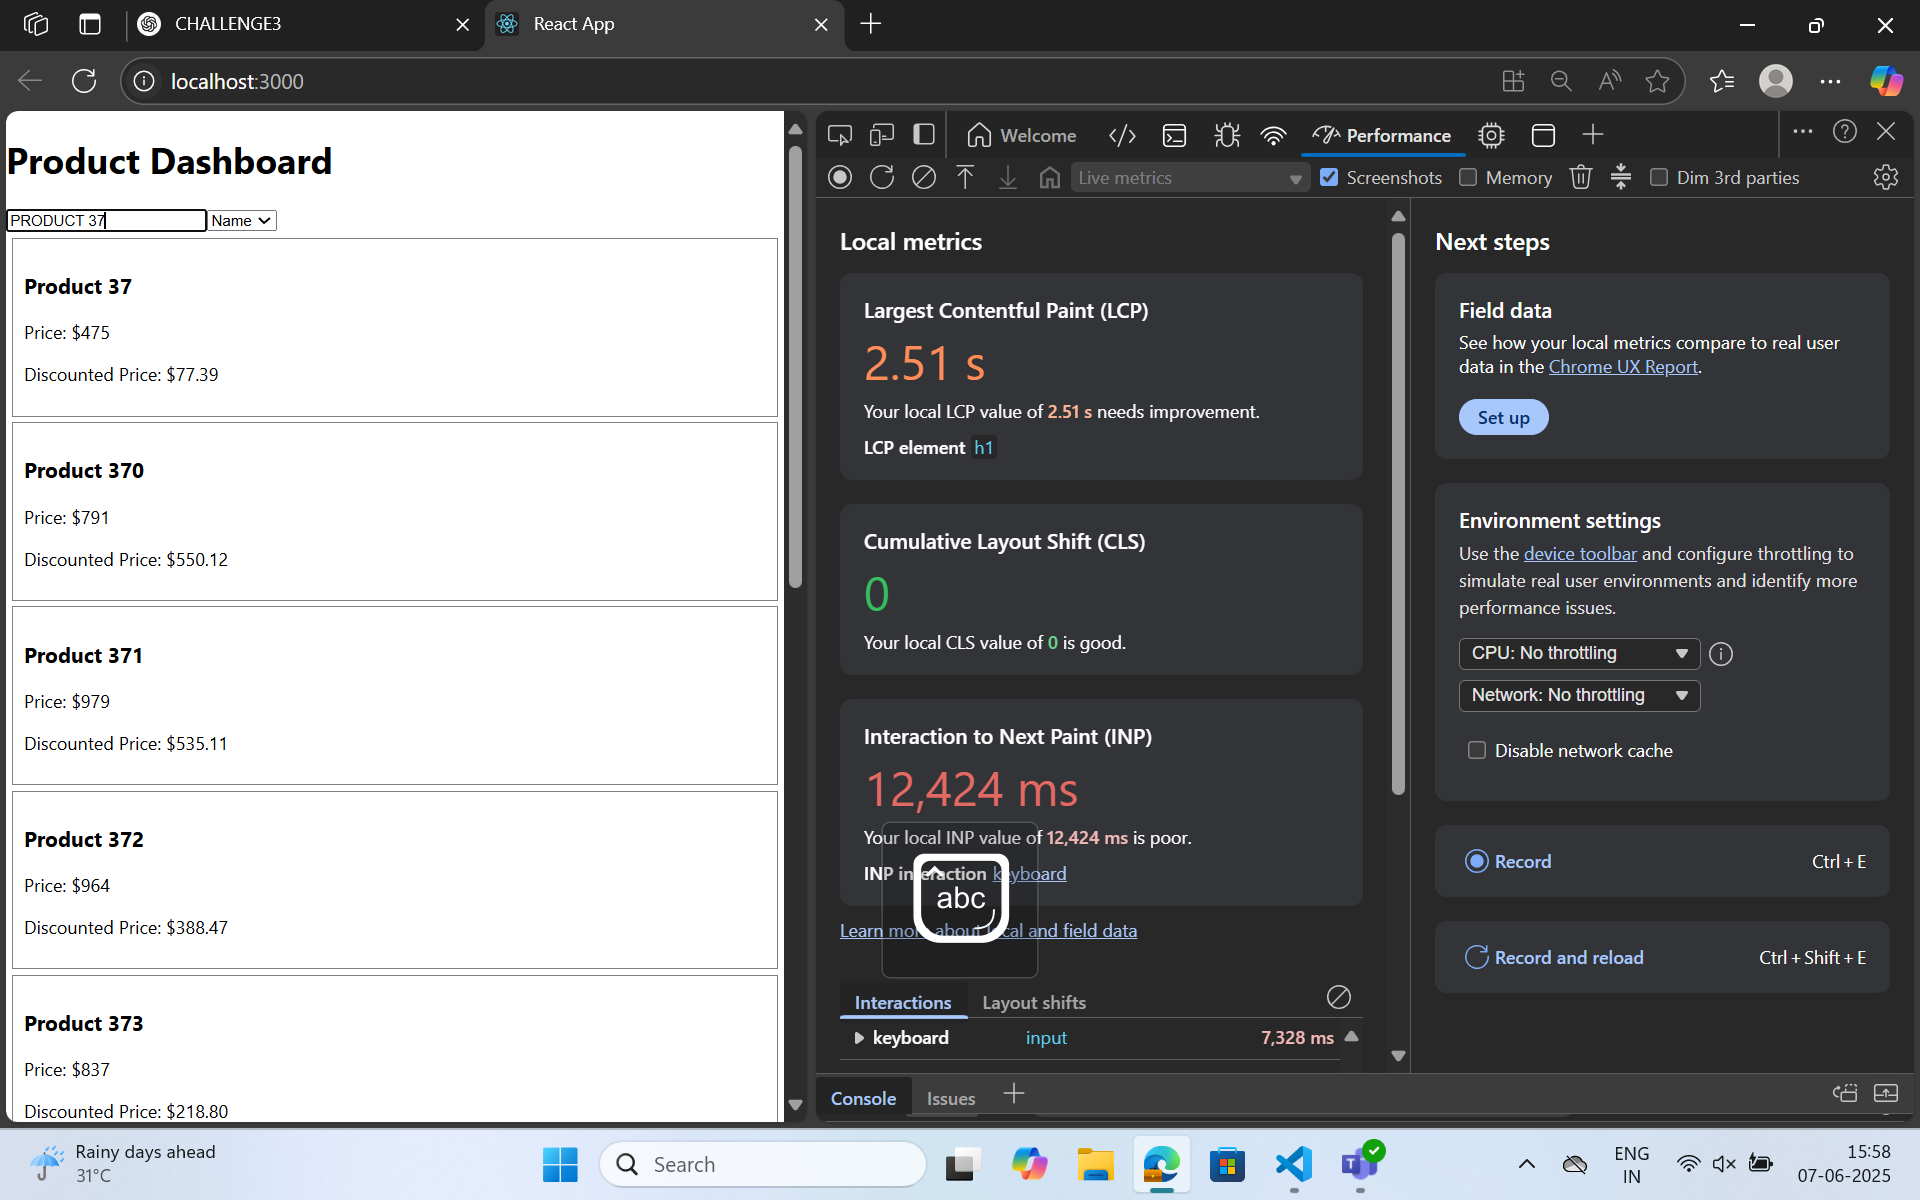 CHALLENGE3
React App
localhost:3000
Product Dashboard
PRODUCT 37
Name
Product 37
Price: $475
Discounted Price: $77.39
Product 370
Price: $791
Discounted Price: $550.12
Product 371
Price: $979
Discounted Price: $535.11
Product 372
Price: $964
Discounted Price: $388.47
Product 373
Price: $837
Discounted Price: $218.80
Welcome
Performance
Live metrics
Screenshots
Memory
Dim 3rd parties
Local metrics
Largest Contentful Paint (LCP)
2.51 s
Your local LCP value of 2.51 s needs improvement.
LCP element h1
Cumulative Layout Shift (CLS)
0
Your local CLS value of 0 is good.
Interaction to Next Paint (INP)
12,424 ms
Your local INP value of 12,424 ms is poor.
INP interaction keyboard
abc
Learn more about local and field data
Interactions
Layout shifts
keyboard input 7,328 ms
Next steps
Field data
See how your local metrics compare to real user
data in the Chrome UX Report.
Set up
Environment settings
Use the device toolbar and configure throttling to
simulate real user environments and identify more
performance issues.
CPU: No throttling
Network: No throttling
Disable network cache
Record Ctrl + E
Record and reload Ctrl + Shift + E
Console
Issues
Rainy days ahead
31°C
Search
ENG
IN
15:58
07-06-2025